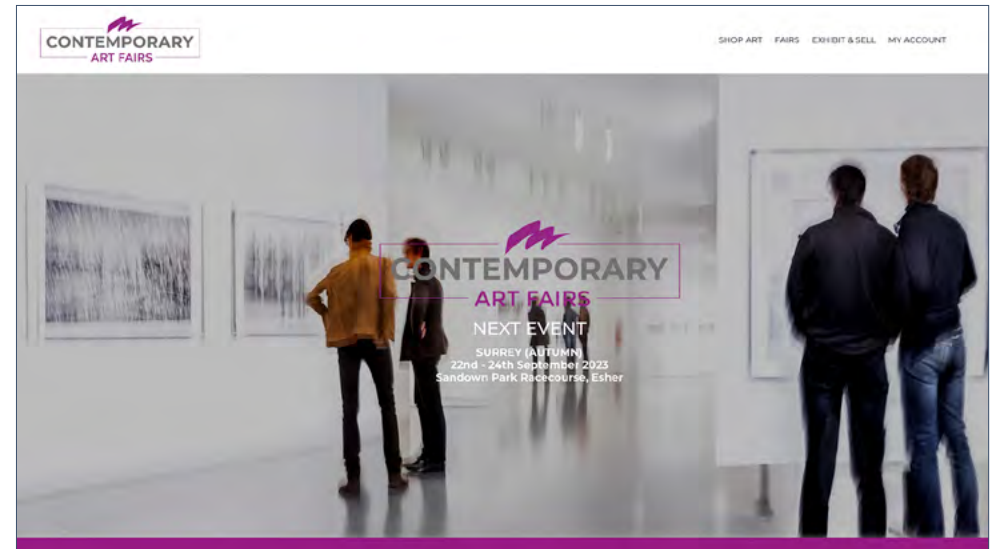 CONTEMPORARY
ART FAIRS
SHOP ART FAIRS EXHIBIT & SELL MY ACCOUNT
CONTEMPORARY
ART FAIRS
NEXT EVENT
SURREY (AUTUMN)
22nd - 24th September 2023
Sandown Park Racecourse, Esher